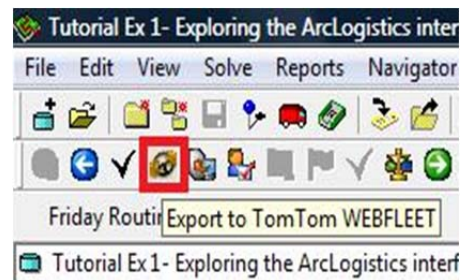 Tutorial Ex 1- Exploring the ArcLogistics inter
File Edit View Solve Reports Navigator
Friday Routi Export to TomTom WEBFLEET
Tutorial Ex 1- Exploring the ArcLogistics interf